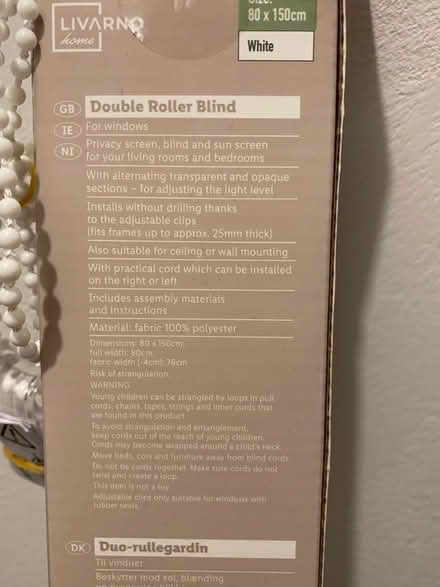 LIVARNO
home
Size:
80 x 150cm
White
GB
Double Roller Blind
IE
For windows
NI
Privacy screen, blind and sun screen
for your living rooms and bedrooms
With alternating transparent and opaque
sections – for adjusting the light level
Installs without drilling thanks
to the adjustable clips
(fits frames up to approx. 25mm thick)
Also suitable for ceiling or wall mounting
With practical cord which can be installed
on the right or left
Includes assembly materials
and instructions
Material: fabric 100% polyester
Dimensions: 80 x 150cm
full width: 80cm
fabric width (-4cm): 76cm
Risk of strangulation
WARNING
Young children can be strangled by loops in pull
cords, chains, tapes, strings and inner cords that
are found in this product.
To avoid strangulation and entanglement,
keep cords out of the reach of young children.
Cords may become wrapped around a child's neck.
Move beds, cots and furniture away from blind cords.
Do not tie cords together. Make sure cords do not
twist and create a loop.
This item is not a toy.
Adjustable clips only suitable for windows with
rubber seals.
DK
Duo-rullegardin
Til vinduer
Beskytter mod sol, blænding